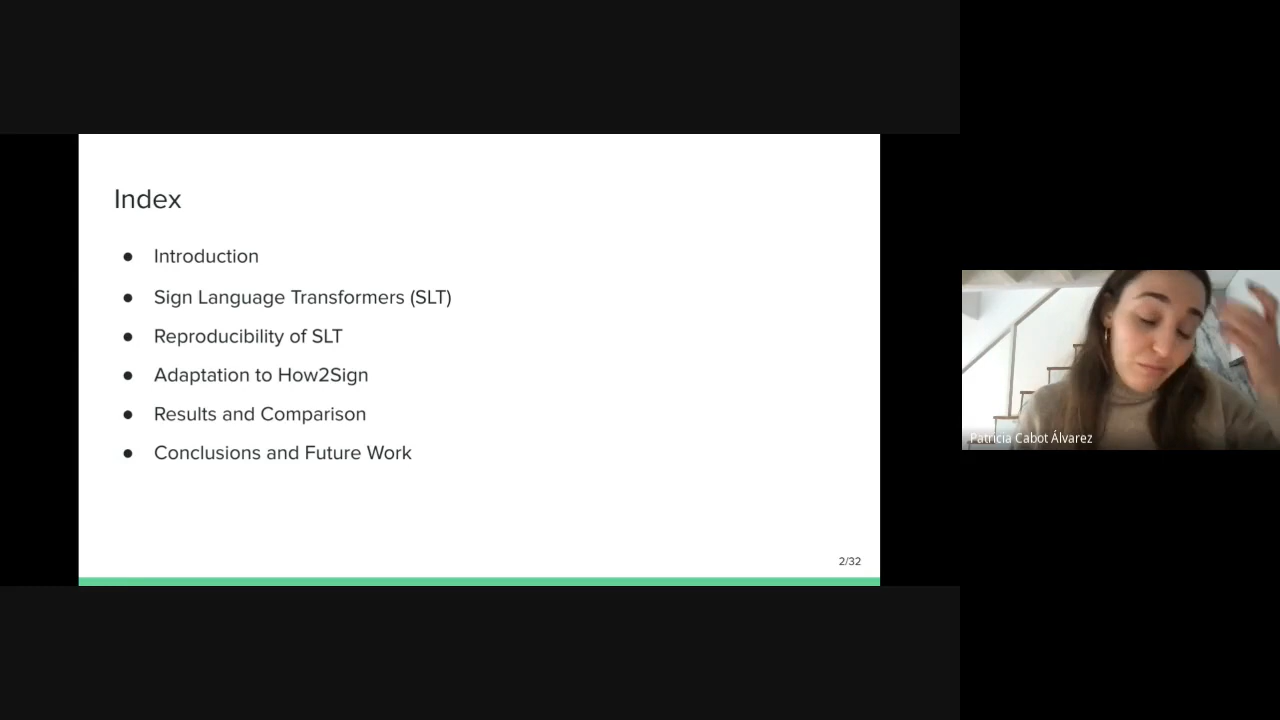 Index
● Introduction
● Sign Language Transformers (SLT)
● Reproducibility of SLT
● Adaptation to How2Sign
● Results and Comparison
● Conclusions and Future Work
2/32
Patricia Cabot Álvarez